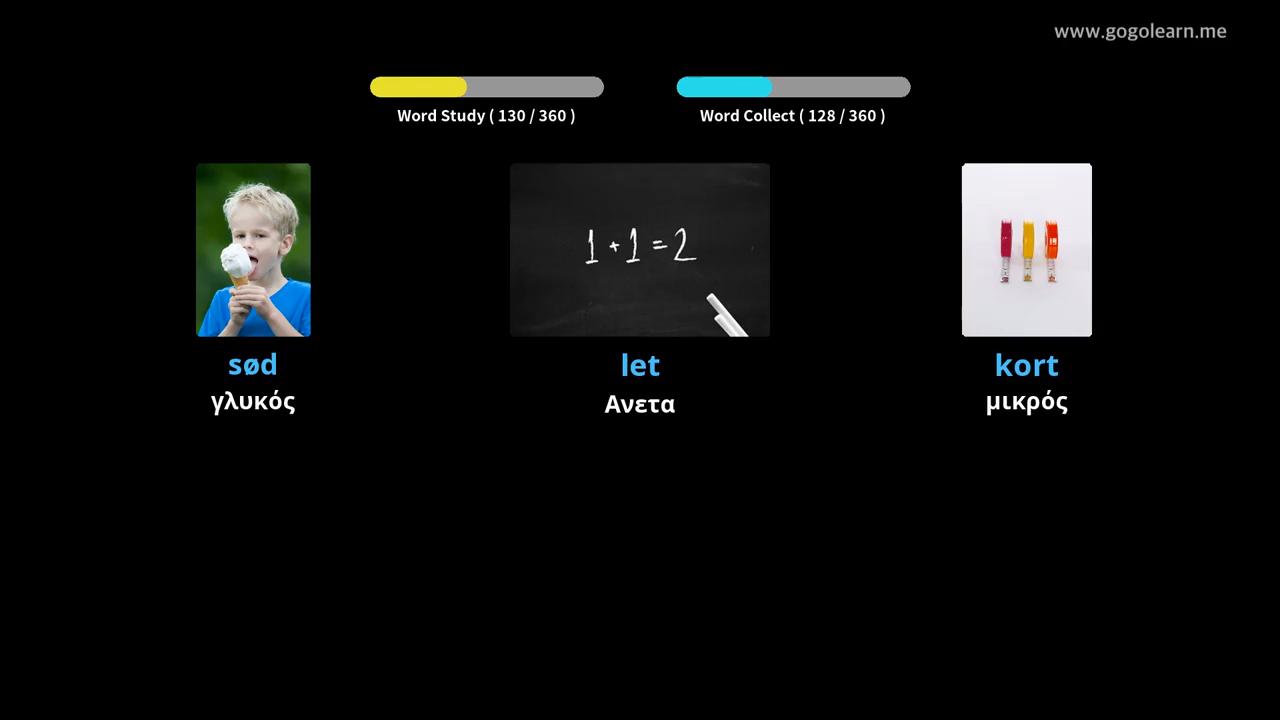 www.gogolearn.me
Word Study ( 130 / 360 )
Word Collect ( 128 / 360 )
1 + 1 = 2
sød
let
kort
γλυκός
Ανετα
μικρός